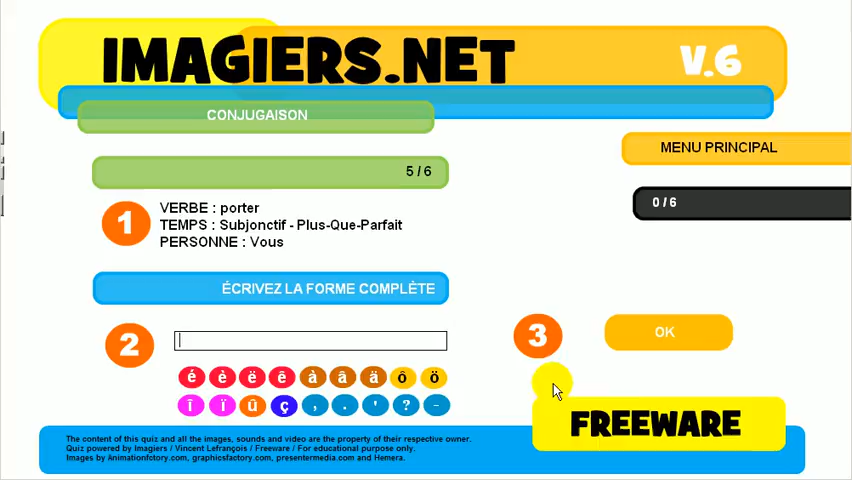 IMAGIERS.NET
V.6
CONJUGAISON
MENU PRINCIPAL
5 / 6
0 / 6
1
VERBE : porter
TEMPS : Subjonctif - Plus-Que-Parfait
PERSONNE : Vous
ÉCRIVEZ LA FORME COMPLÈTE
2
3
OK
é è ë ê à â ä ô ö
î ï û ç , . ' ? -
FREEWARE
The content of this quiz and all the images, sounds and video are the property of their respective owner.
Quiz powered by Imagiers / Vincent Lefrançois / Freeware / For educational purpose only.
Images by Animationfctory.com, graphicsfactory.com, presentermedia.com and Hemera.